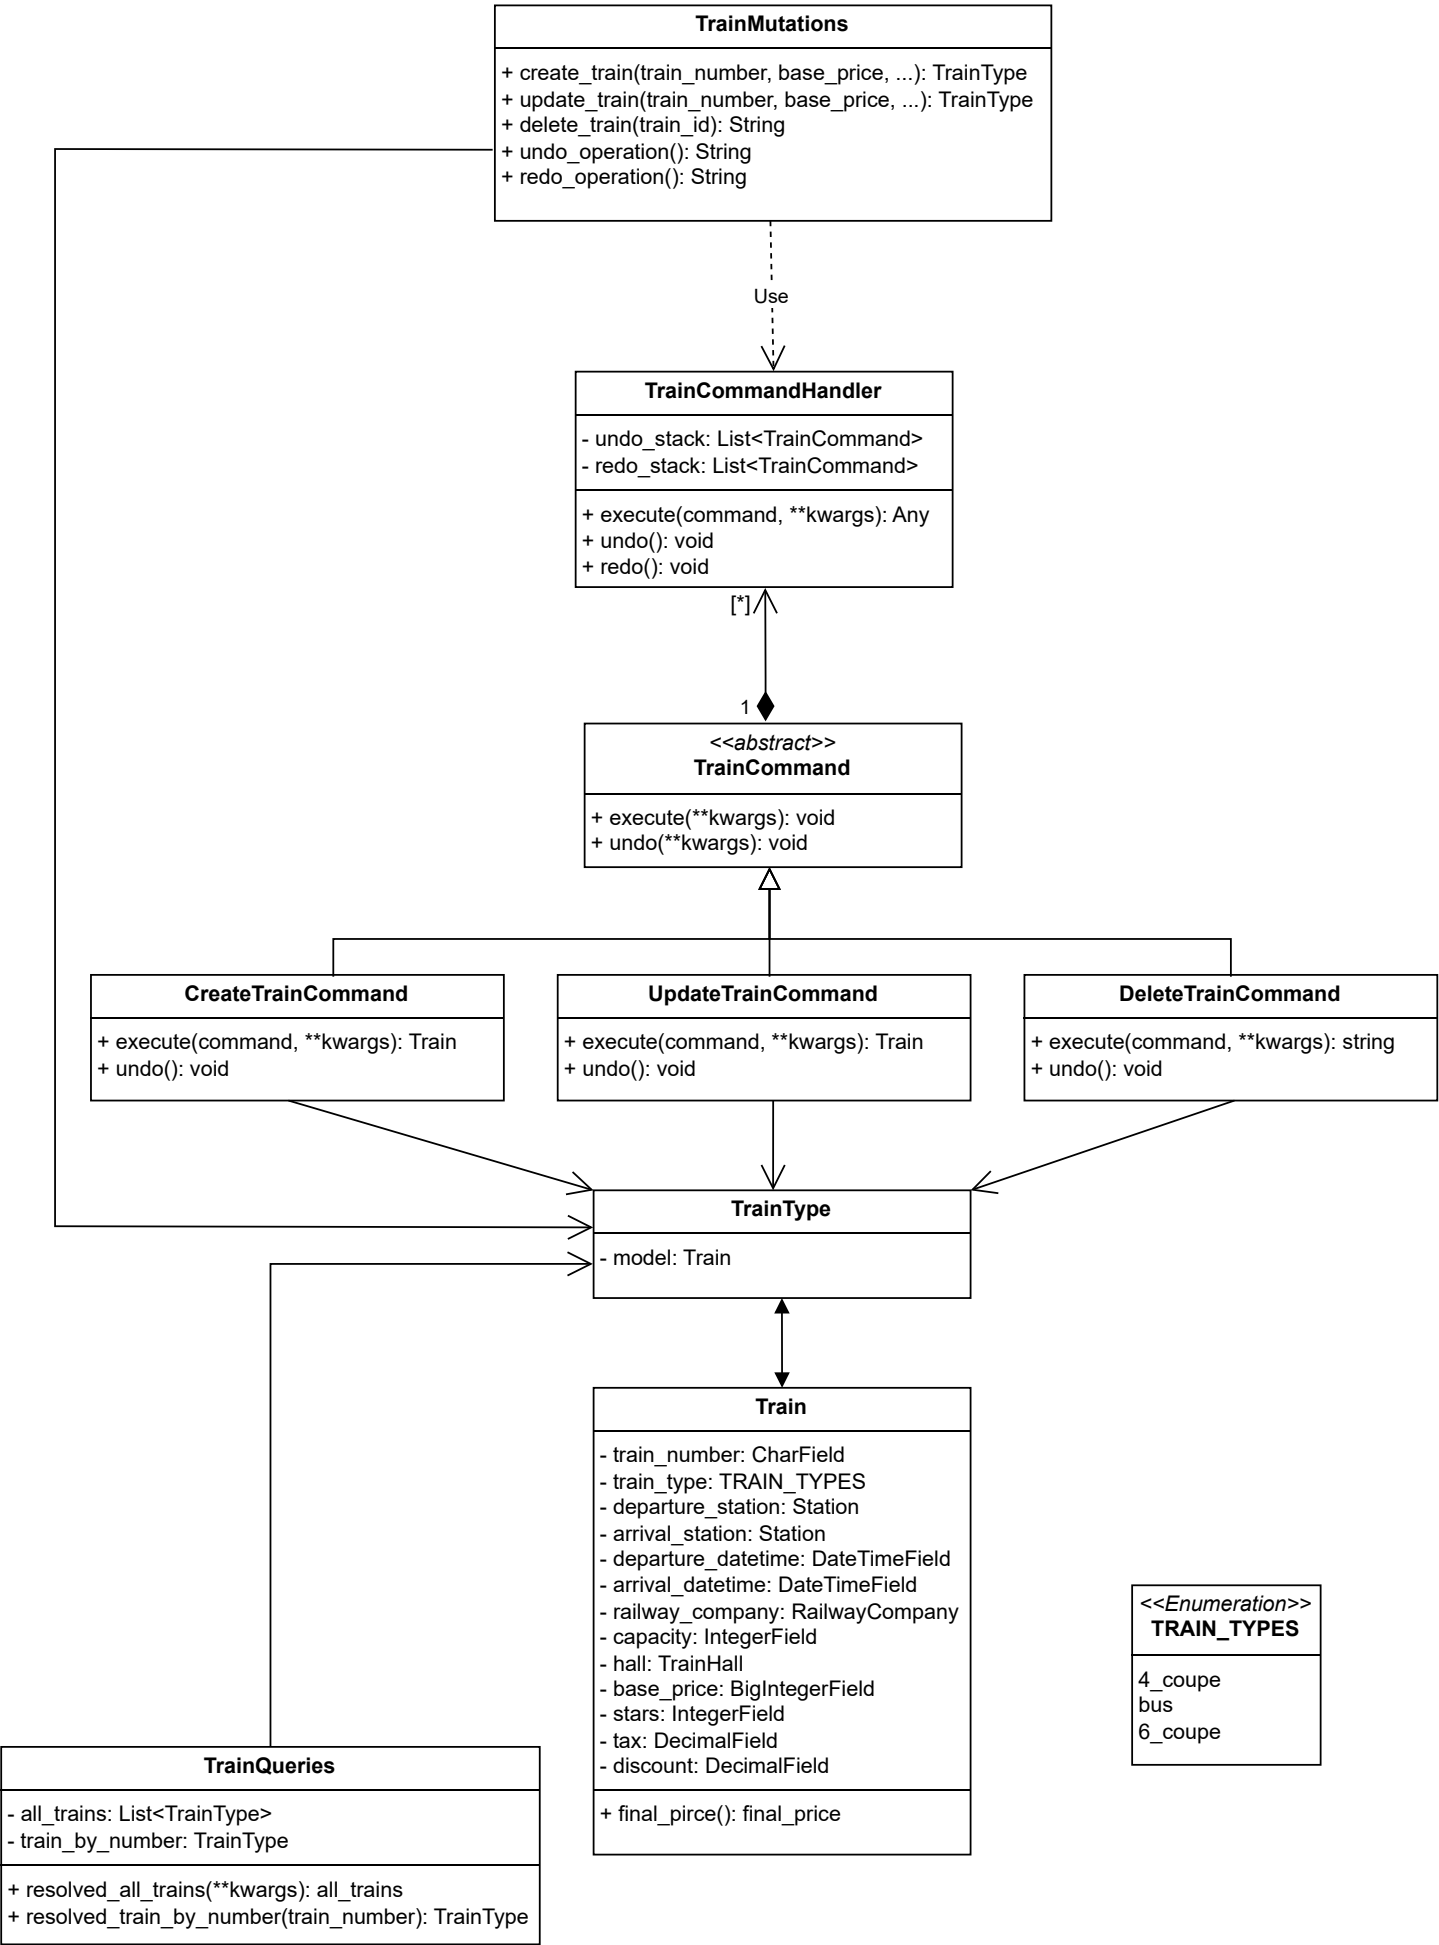 TrainMutations
+ create_train(train_number, base_price, ...): TrainType
+ update_train(train_number, base_price, ...): TrainType
+ delete_train(train_id): String
+ undo_operation(): String
+ redo_operation(): String
Use
TrainCommandHandler
- undo_stack: List<TrainCommand>
- redo_stack: List<TrainCommand>
+ execute(command, **kwargs): Any
+ undo(): void
+ redo(): void
[*]
1
<<abstract>>
TrainCommand
+ execute(**kwargs): void
+ undo(**kwargs): void
CreateTrainCommand
+ execute(command, **kwargs): Train
+ undo(): void
UpdateTrainCommand
+ execute(command, **kwargs): Train
+ undo(): void
DeleteTrainCommand
+ execute(command, **kwargs): string
+ undo(): void
TrainType
- model: Train
Train
- train_number: CharField
- train_type: TRAIN_TYPES
- departure_station: Station
- arrival_station: Station
- departure_datetime: DateTimeField
- arrival_datetime: DateTimeField
- railway_company: RailwayCompany
- capacity: IntegerField
- hall: TrainHall
- base_price: BigIntegerField
- stars: IntegerField
- tax: DecimalField
- discount: DecimalField
+ final_pirce(): final_price
<<Enumeration>>
TRAIN_TYPES
4_coupe
bus
6_coupe
TrainQueries
- all_trains: List<TrainType>
- train_by_number: TrainType
+ resolved_all_trains(**kwargs): all_trains
+ resolved_train_by_number(train_number): TrainType